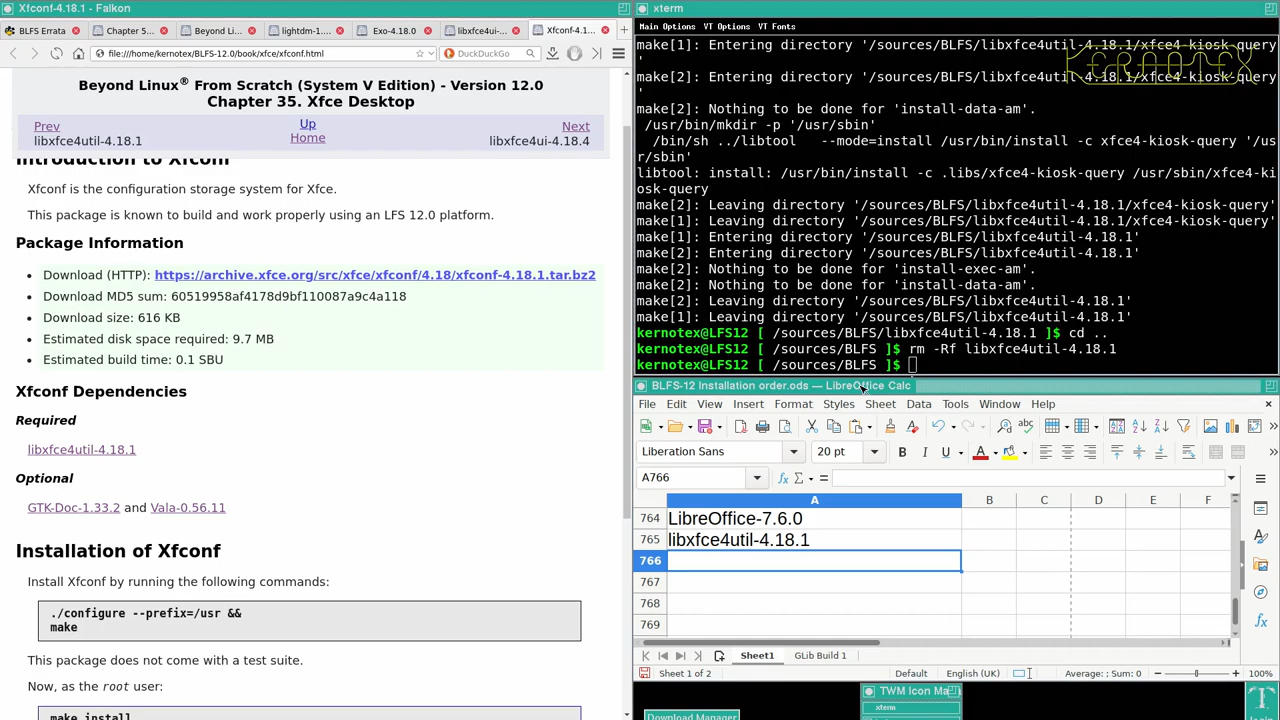 Xfconf-4.18.1 - Falkon
BLFS Errata
Chapter 5...
Beyond Li...
lightdm-1....
Exo-4.18.0
libxfce4ui-...
Xfconf-4.1...
file:///home/kernotex/BLFS-12.0/book/xfce/xfconf.html
DuckDuckGo
Beyond Linux® From Scratch (System V Edition) - Version 12.0
Chapter 35. Xfce Desktop
Prev
Up
Next
libxfce4util-4.18.1
Home
libxfce4ui-4.18.4
Introduction to Xfconf
Xfconf is the configuration storage system for Xfce.
This package is known to build and work properly using an LFS 12.0 platform.
Package Information
Download (HTTP): https://archive.xfce.org/src/xfce/xfconf/4.18/xfconf-4.18.1.tar.bz2
Download MD5 sum: 60519958af4178d9bf110087a9c4a118
Download size: 616 KB
Estimated disk space required: 9.7 MB
Estimated build time: 0.1 SBU
Xfconf Dependencies
Required
libxfce4util-4.18.1
Optional
GTK-Doc-1.33.2 and Vala-0.56.11
Installation of Xfconf
Install Xfconf by running the following commands:
./configure --prefix=/usr &&
make
This package does not come with a test suite.
Now, as the root user:
make install
xterm
Main Options VT Options VT Fonts
KERNOTEX
make[1]: Entering directory '/sources/BLFS/libxfce4util-4.18.1/xfce4-kiosk-query
'
make[2]: Entering directory '/sources/BLFS/libxfce4util-4.18.1/xfce4-kiosk-query
'
make[2]: Nothing to be done for 'install-data-am'.
/usr/bin/mkdir -p '/usr/sbin'
/bin/sh ../libtool   --mode=install /usr/bin/install -c xfce4-kiosk-query '/us
r/sbin'
libtool: install: /usr/bin/install -c .libs/xfce4-kiosk-query /usr/sbin/xfce4-ki
osk-query
make[2]: Leaving directory '/sources/BLFS/libxfce4util-4.18.1/xfce4-kiosk-query'
make[1]: Leaving directory '/sources/BLFS/libxfce4util-4.18.1/xfce4-kiosk-query'
make[1]: Entering directory '/sources/BLFS/libxfce4util-4.18.1'
make[2]: Entering directory '/sources/BLFS/libxfce4util-4.18.1'
make[2]: Nothing to be done for 'install-exec-am'.
make[2]: Nothing to be done for 'install-data-am'.
make[2]: Leaving directory '/sources/BLFS/libxfce4util-4.18.1'
make[1]: Leaving directory '/sources/BLFS/libxfce4util-4.18.1'
kernotex@LFS12 [ /sources/BLFS/libxfce4util-4.18.1 ]$ cd ..
kernotex@LFS12 [ /sources/BLFS ]$ rm -Rf libxfce4util-4.18.1
kernotex@LFS12 [ /sources/BLFS ]$
BLFS-12 Installation order.ods — LibreOffice Calc
File Edit View Insert Format Styles Sheet Data Tools Window Help
Liberation Sans
20 pt
A766
A B C D E F
764 LibreOffice-7.6.0
765 libxfce4util-4.18.1
766
767
768
769
Sheet1
GLib Build 1
Sheet 1 of 2
Default
English (UK)
Average: ; Sum: 0
100%
TWM Icon Ma
xterm
Download Manager